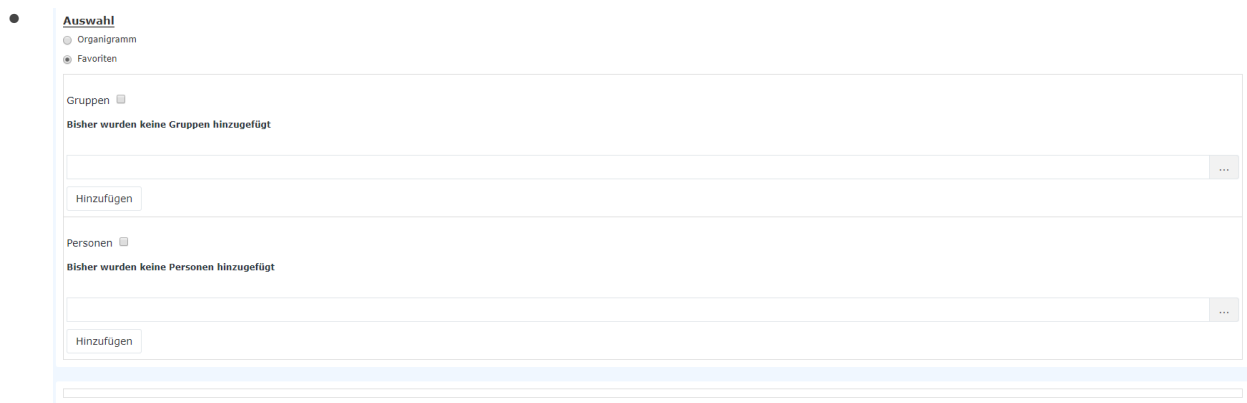 Auswahl
Organigramm
Favoriten
Gruppen
Bisher wurden keine Gruppen hinzugefügt
...
Hinzufügen
Personen
Bisher wurden keine Personen hinzugefügt
...
Hinzufügen